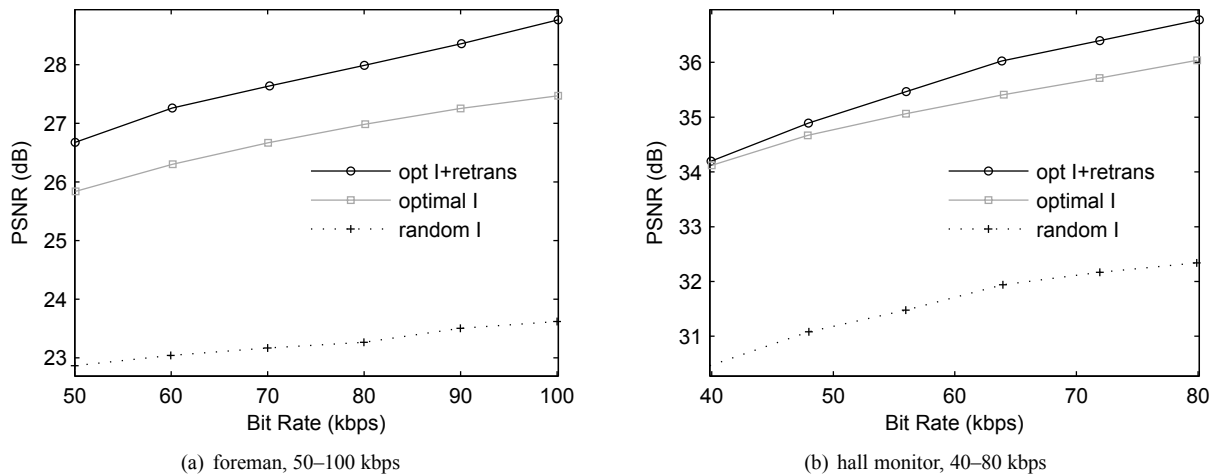 28
27
26
25
24
23
PSNR (dB)
opt I+retrans
optimal I
random I
50 60 70 80 90 100
Bit Rate (kbps)
(a) foreman, 50–100 kbps
36
35
34
33
32
31
PSNR (dB)
opt I+retrans
optimal I
random I
40 50 60 70 80
Bit Rate (kbps)
(b) hall monitor, 40–80 kbps